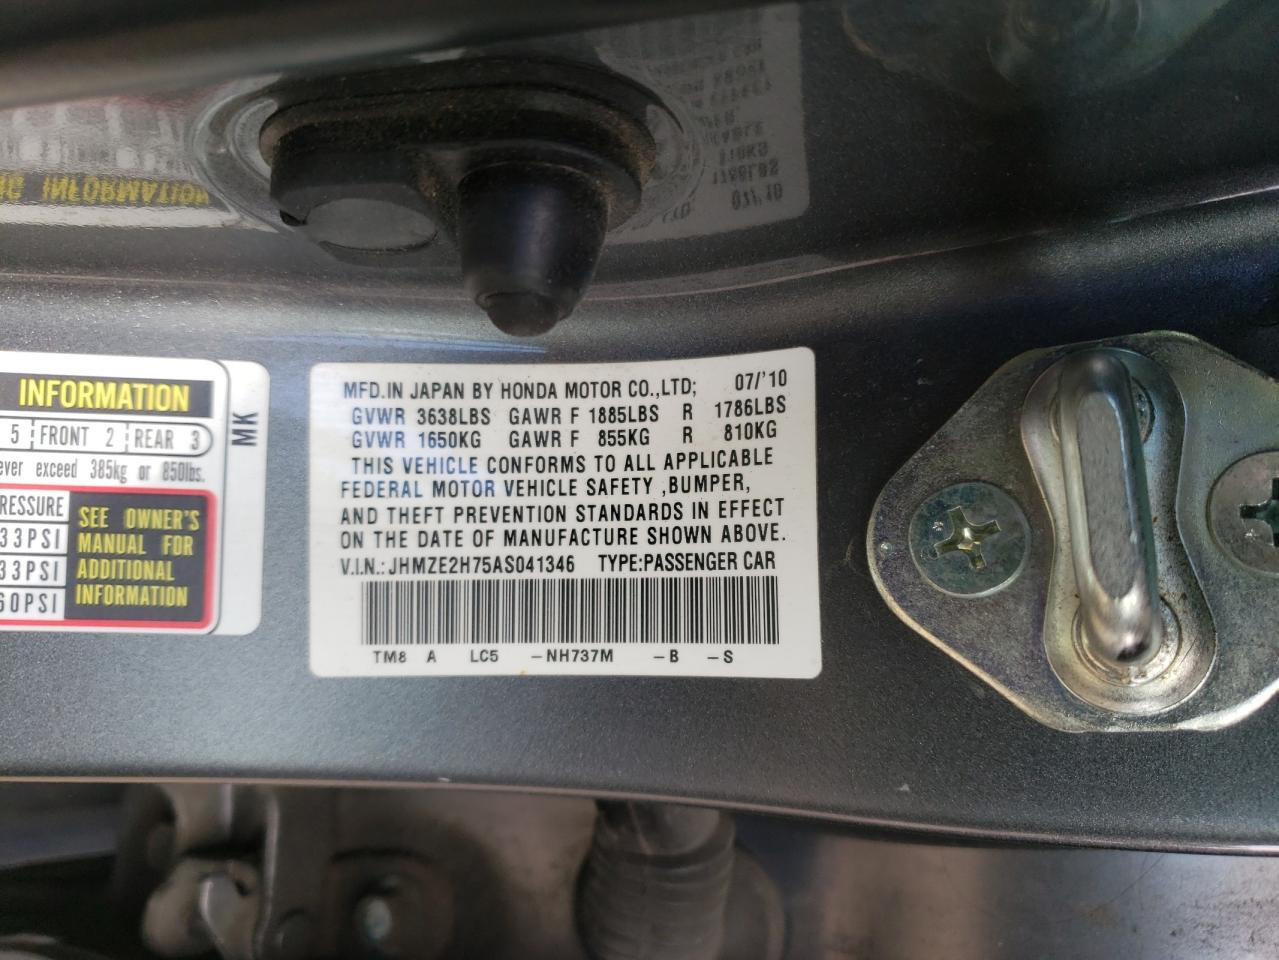 INFORMATION
5 FRONT 2 REAR 3
MK
exceed 385kg or 850lbs.
SEE OWNER'S
33PSI MANUAL FOR
33PSI ADDITIONAL
60PSI INFORMATION
MFD.IN JAPAN BY HONDA MOTOR CO.,LTD; 07/'10
GVWR 3638LBS GAWR F 1885LBS R 1786LBS
GVWR 1650KG GAWR F 855KG R 810KG
THIS VEHICLE CONFORMS TO ALL APPLICABLE
FEDERAL MOTOR VEHICLE SAFETY ,BUMPER,
AND THEFT PREVENTION STANDARDS IN EFFECT
ON THE DATE OF MANUFACTURE SHOWN ABOVE.
V.I.N.:JHMZE2H75AS041346 TYPE:PASSENGER CAR
TM8 A LC5 -NH737M -B -S